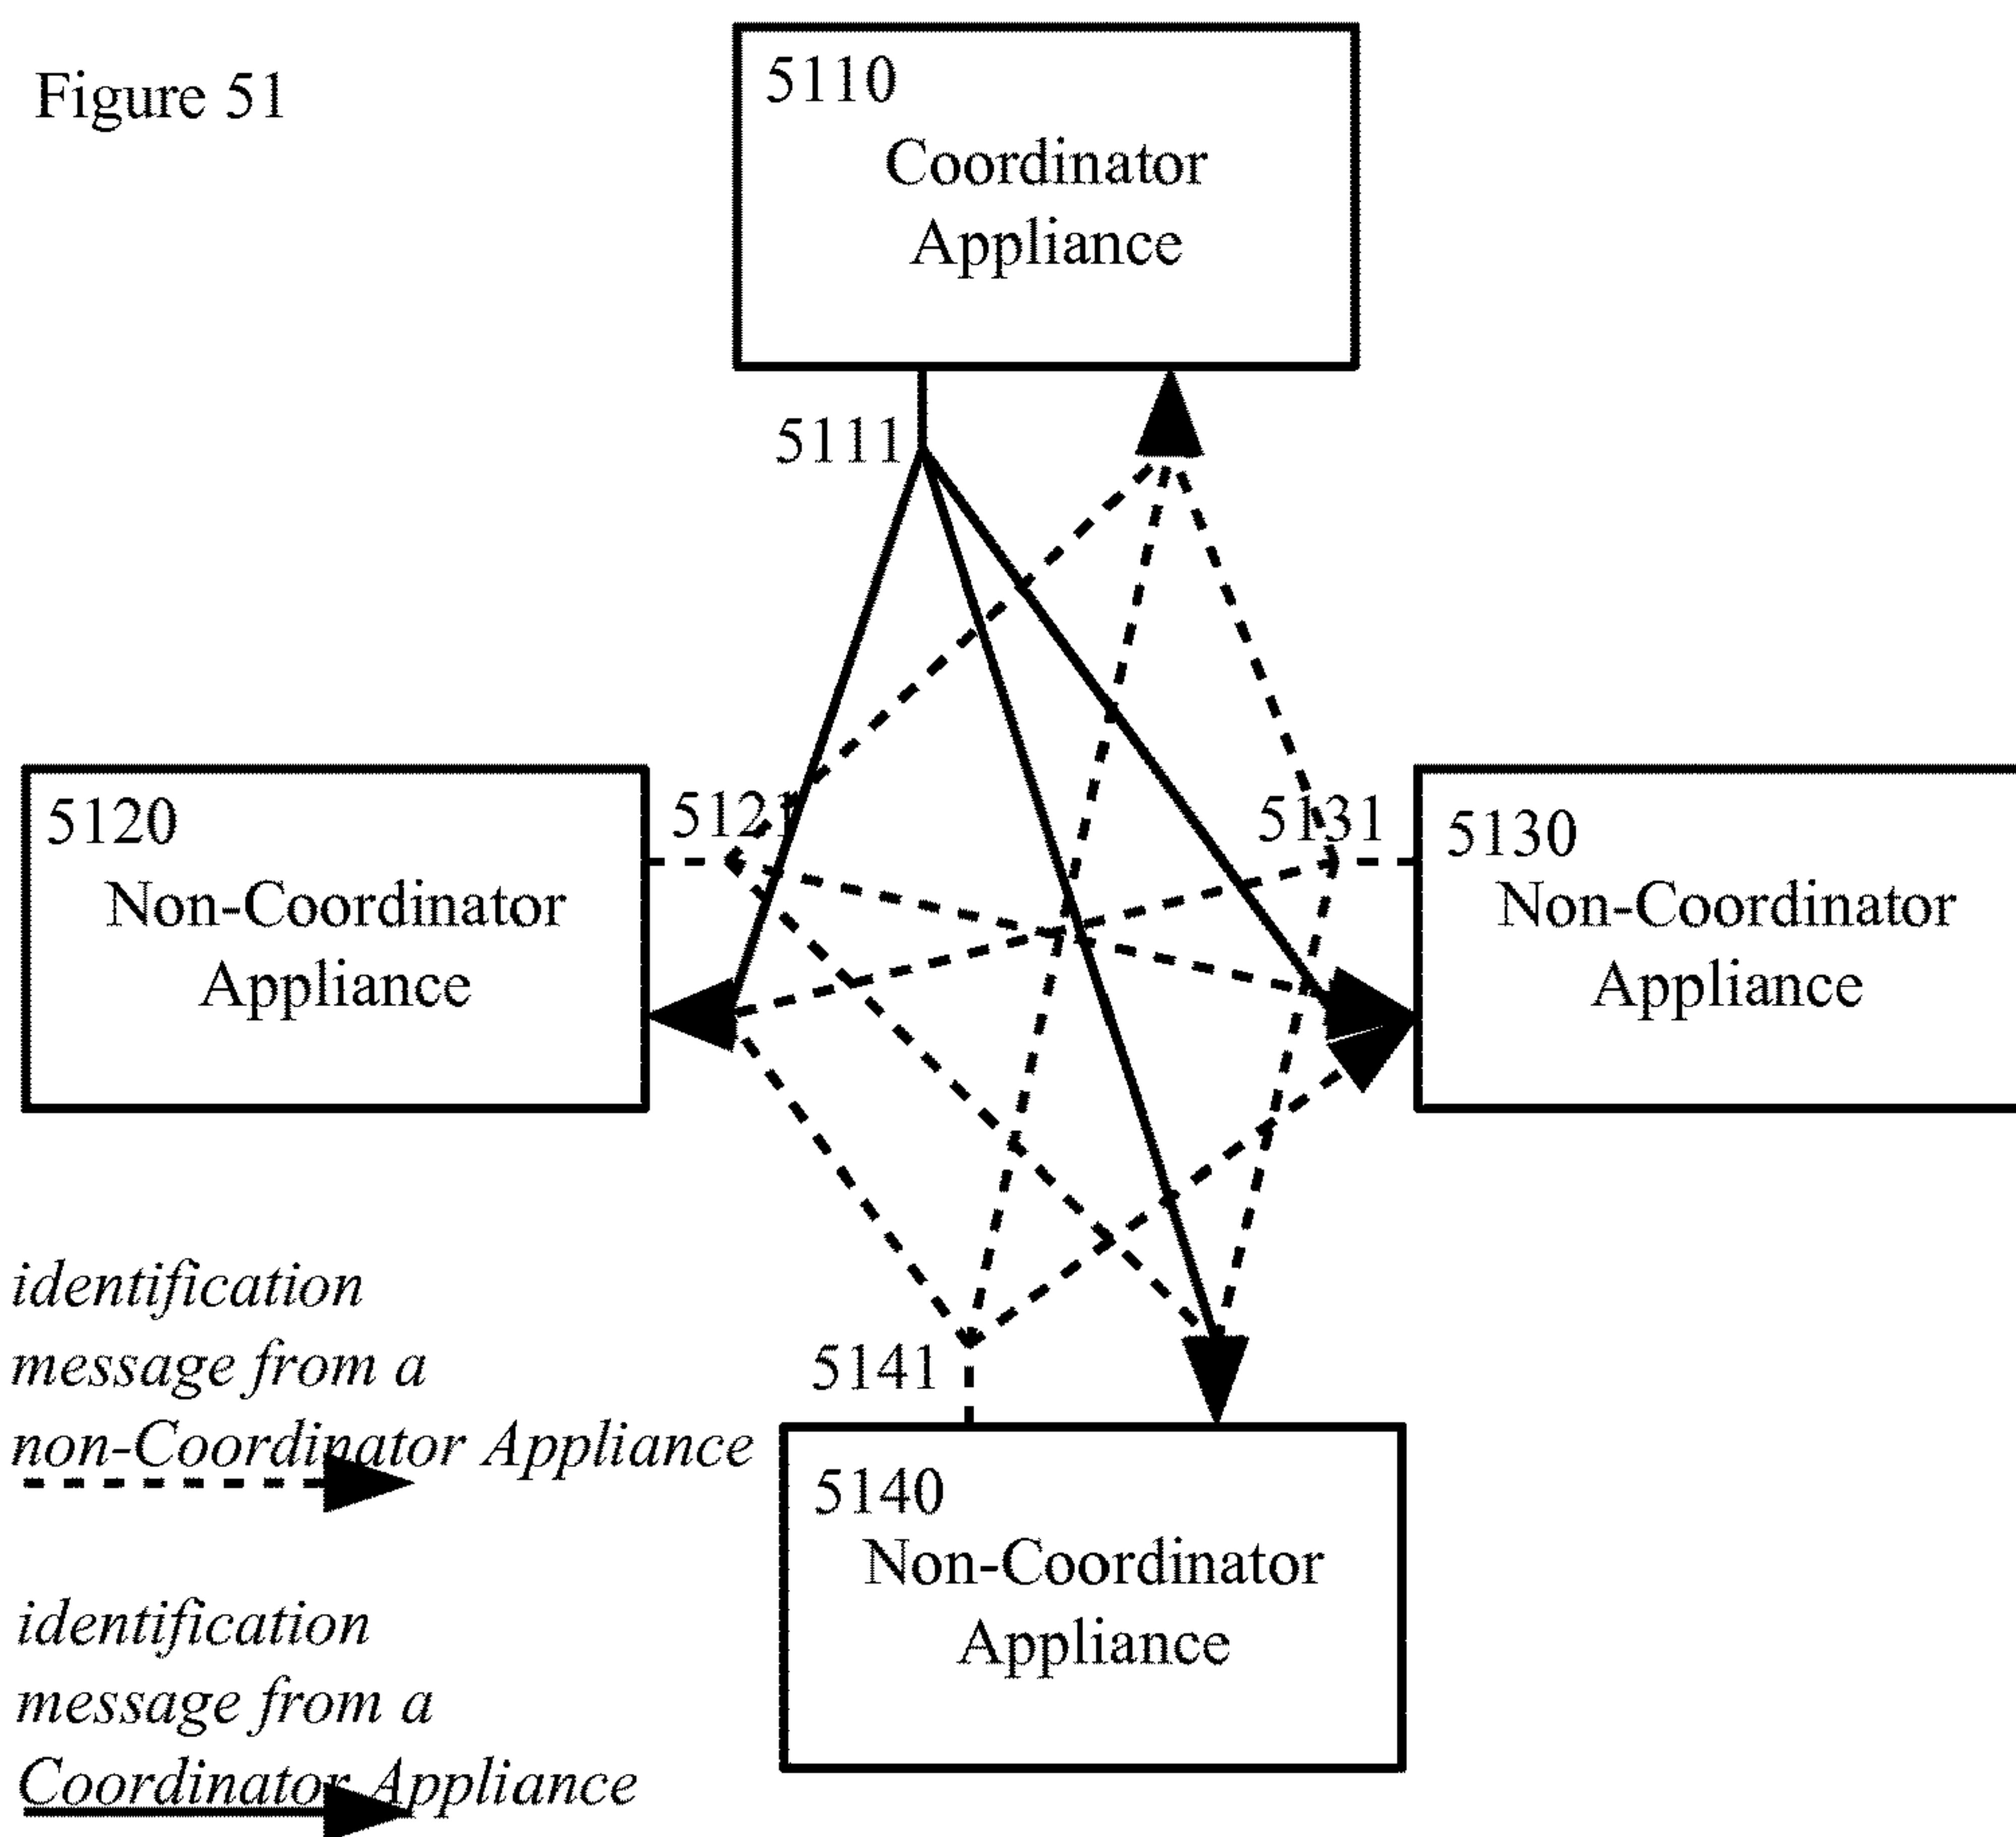 Figure 51
5110
Coordinator
Appliance
5111
5120
Non-Coordinator
Appliance
5121
5131
5130
Non-Coordinator
Appliance
identification
message from a
non-Coordinator Appliance
5141
5140
Non-Coordinator
Appliance
identification
message from a
Coordinator Appliance